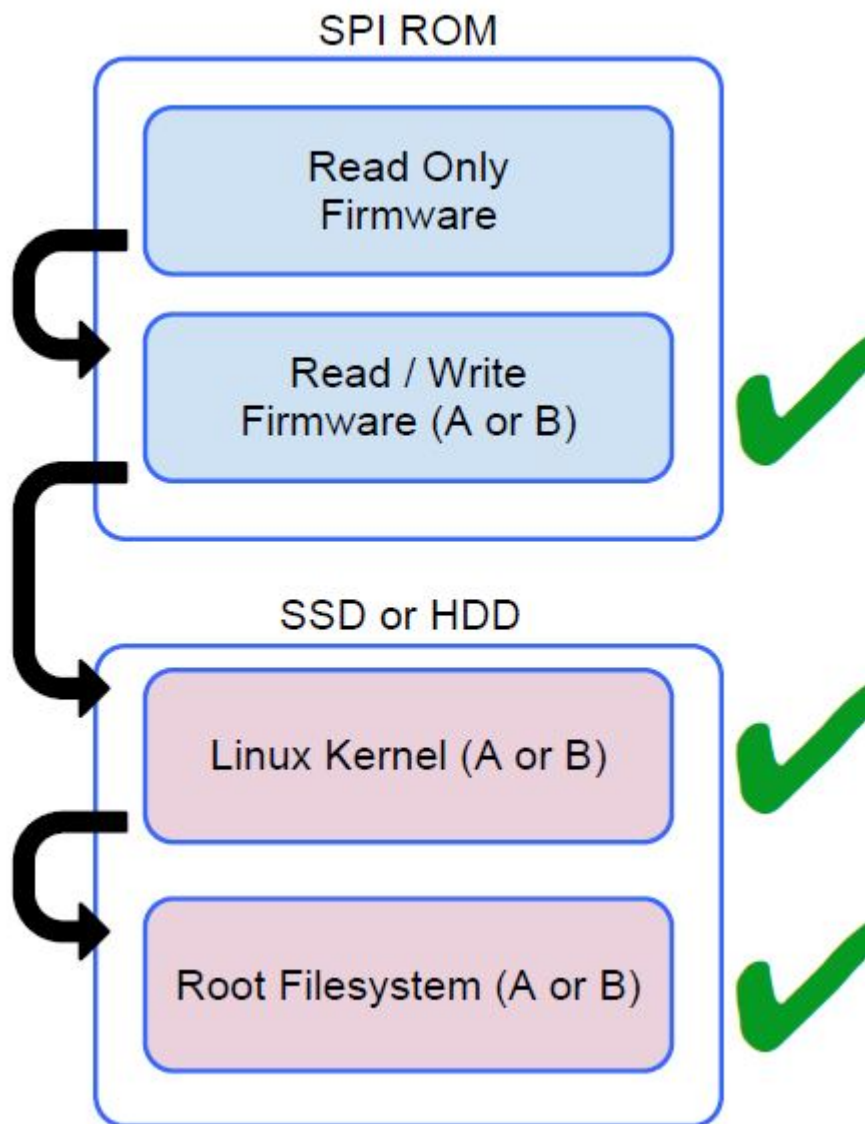 SPI ROM
Read Only
Firmware
Read / Write
Firmware (A or B)
SSD or HDD
Linux Kernel (A or B)
Root Filesystem (A or B)